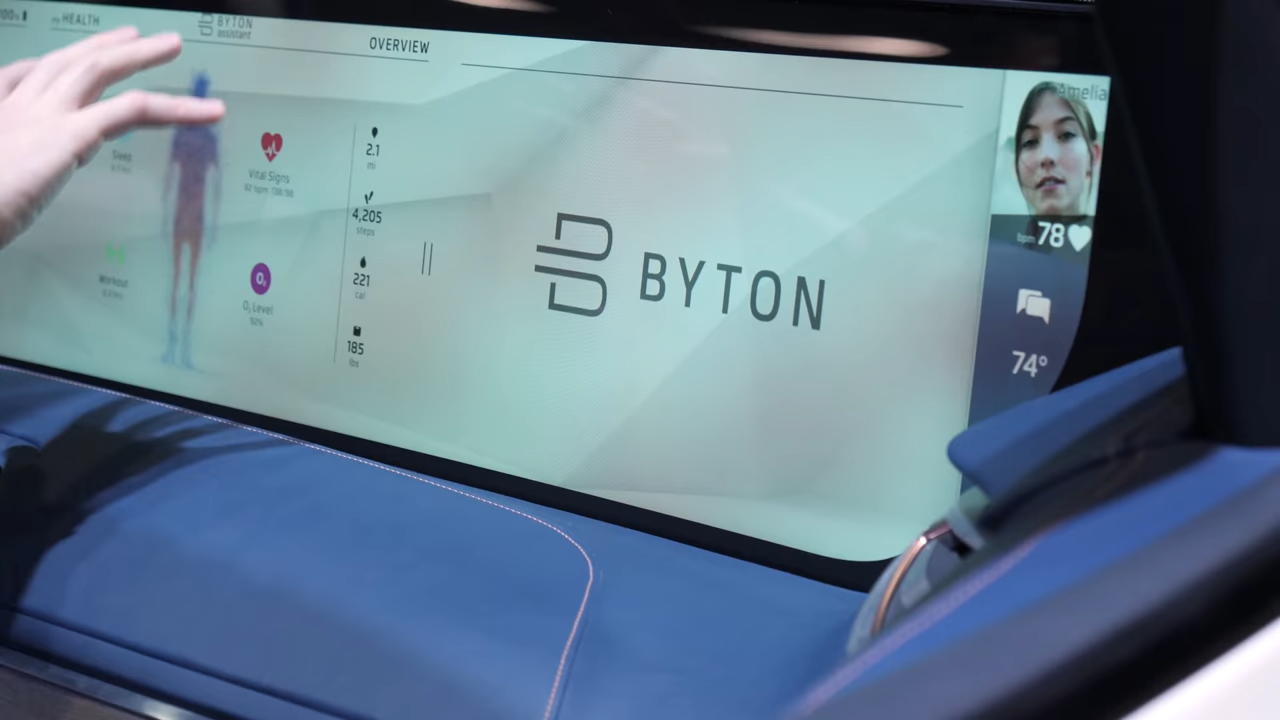 HEALTH
BYTON
assistant
OVERVIEW
Amelia
Sleep
Vital Signs
2.1
mi
4,205
steps
Workout
O₂
O₂ Level
92%
221
cal
185
lbs
BYTON
bpm 78
74°